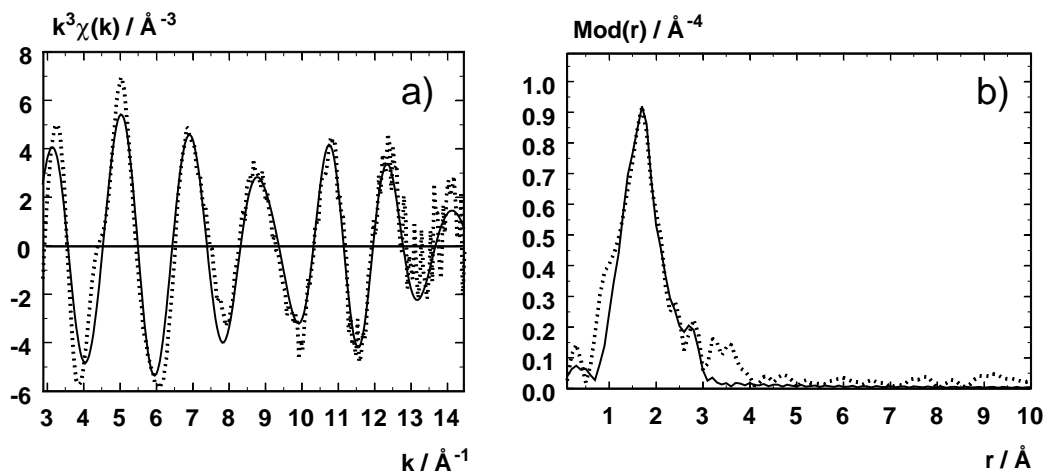 k³χ(k) / Å⁻³
a)
8
6
4
2
0
-2
-4
-6
3 4 5 6 7 8 9 10 11 12 13 14
k / Å⁻¹
Mod(r) / Å⁻⁴
b)
1.0
0.9
0.8
0.7
0.6
0.5
0.4
0.3
0.2
0.1
0.0
1 2 3 4 5 6 7 8 9 10
r / Å